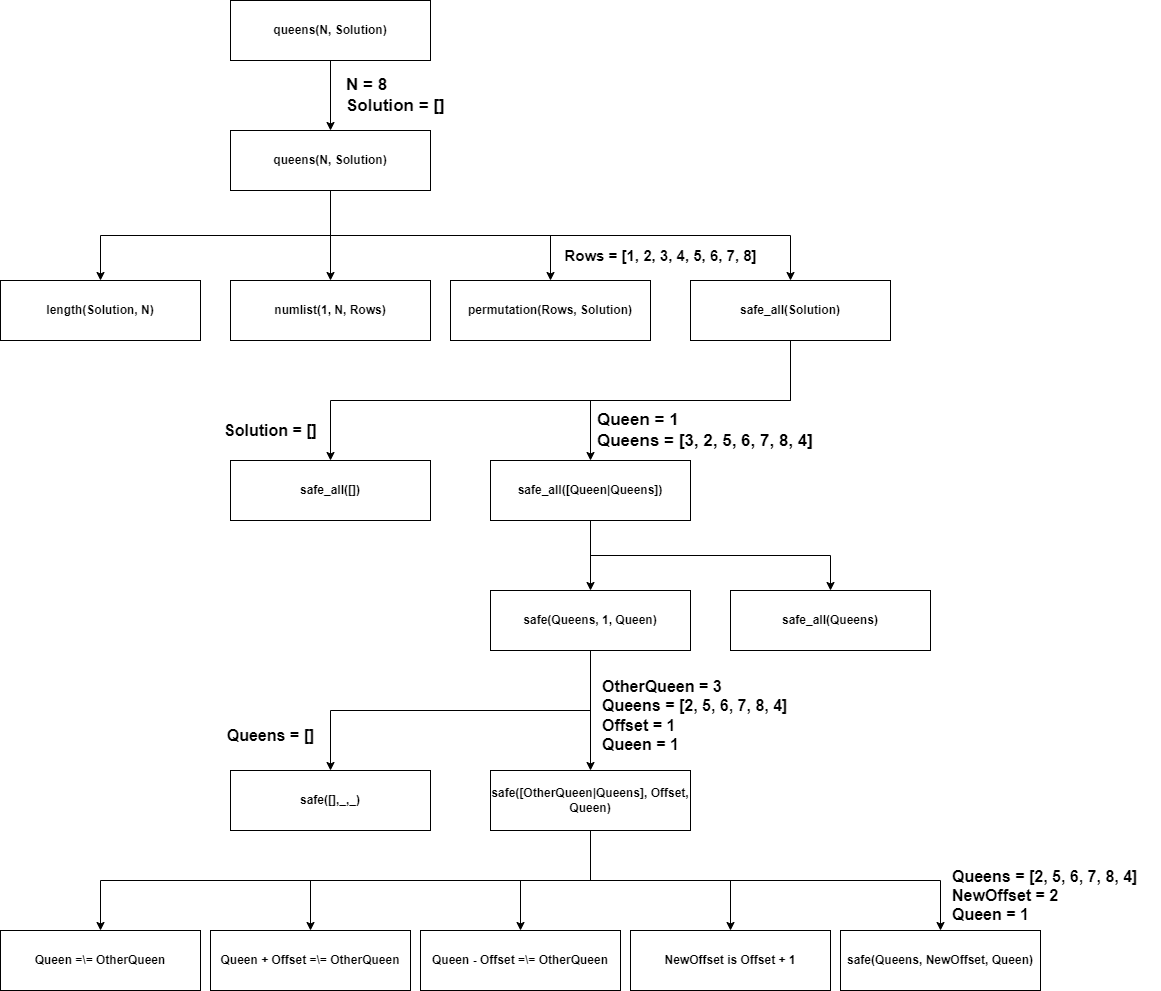 queens(N, Solution)
N = 8
Solution = []
queens(N, Solution)
Rows = [1, 2, 3, 4, 5, 6, 7, 8]
length(Solution, N)
numlist(1, N, Rows)
permutation(Rows, Solution)
safe_all(Solution)
Solution = []
Queen = 1
Queens = [3, 2, 5, 6, 7, 8, 4]
safe_all([])
safe_all([Queen|Queens])
safe(Queens, 1, Queen)
safe_all(Queens)
Queens = []
OtherQueen = 3
Queens = [2, 5, 6, 7, 8, 4]
Offset = 1
Queen = 1
safe([],_,_)
safe([OtherQueen|Queens], Offset,
Queen)
Queens = [2, 5, 6, 7, 8, 4]
NewOffset = 2
Queen = 1
Queen =\= OtherQueen
Queen + Offset =\= OtherQueen
Queen - Offset =\= OtherQueen
NewOffset is Offset + 1
safe(Queens, NewOffset, Queen)